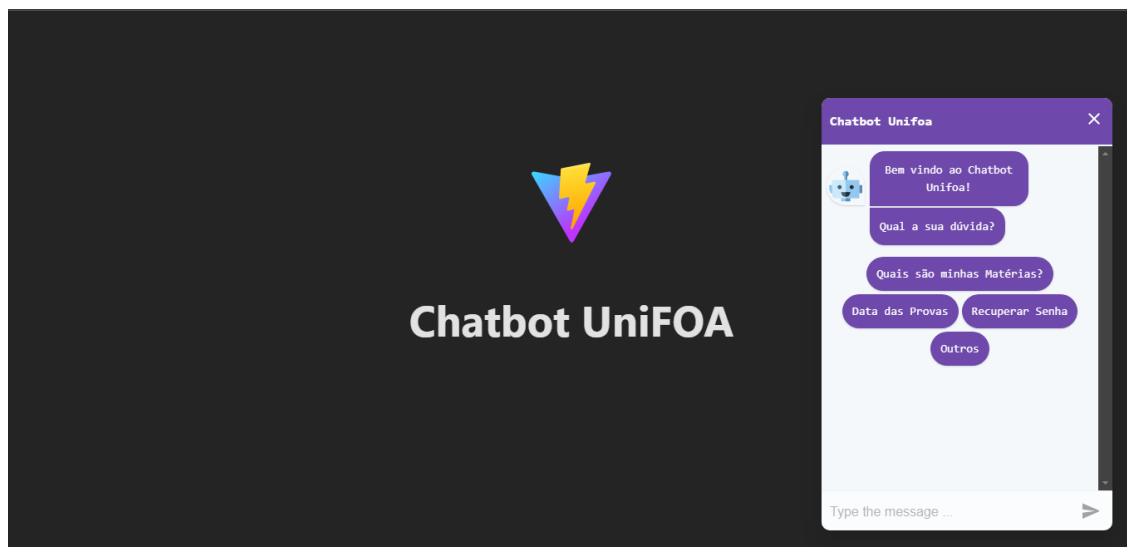 Chatbot UniFOA
Chatbot Unifoa
Bem vindo ao Chatbot
Unifoa!
Qual a sua dúvida?
Quais são minhas Matérias?
Data das Provas
Recuperar Senha
Outros
Type the message ...